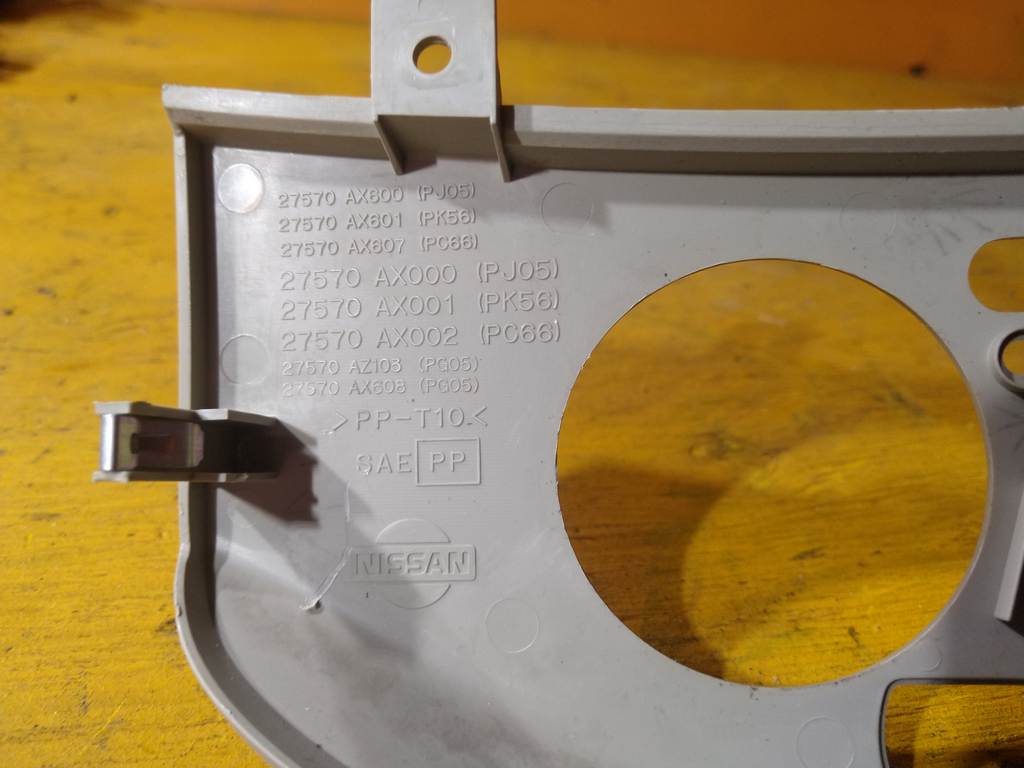 27570 AX600 (PJ05)
27570 AX601 (PK56)
27570 AX607 (PC66)
27570 AX000 (PJ05)
27570 AX001 (PK56)
27570 AX002 (PC66)
27570 AZ103 (PG05)
27570 AX608 (PG05)
>PP-T10<
SAE PP
NISSAN